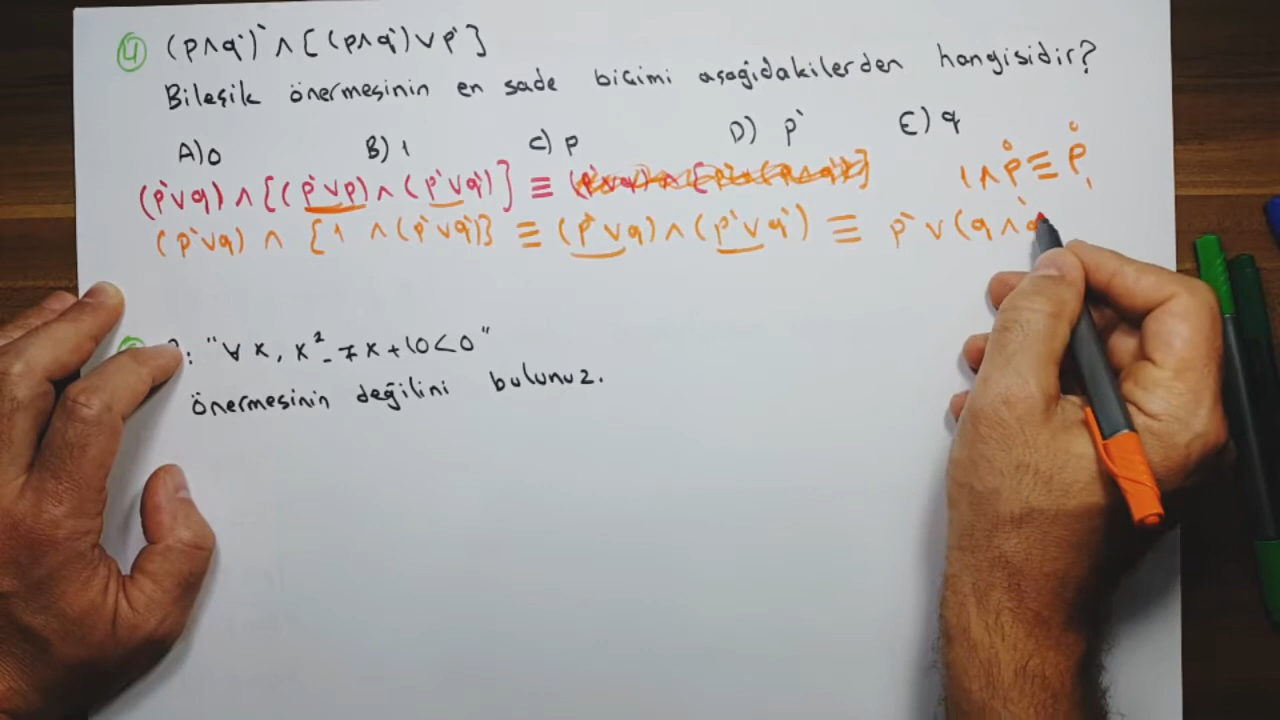 4 (p∧q')' ∧ [(p∧q') ∨ p']
Bileşik önermesinin en sade biçimi aşağıdakilerden hangisidir?
A) 0 B) 1 C) p D) p' E) q
(p'∨q) ∧ [(p'∨p) ∧ (p'∨q')] ≡
1 ∧ p ≡ p
(p'∨q) ∧ [1 ∧ (p'∨q')] ≡ (p'∨q) ∧ (p'∨q') ≡ p' ∨ (q ∧
: "∀x, x²-7x+10<0"
önermesinin değilini bulunuz.